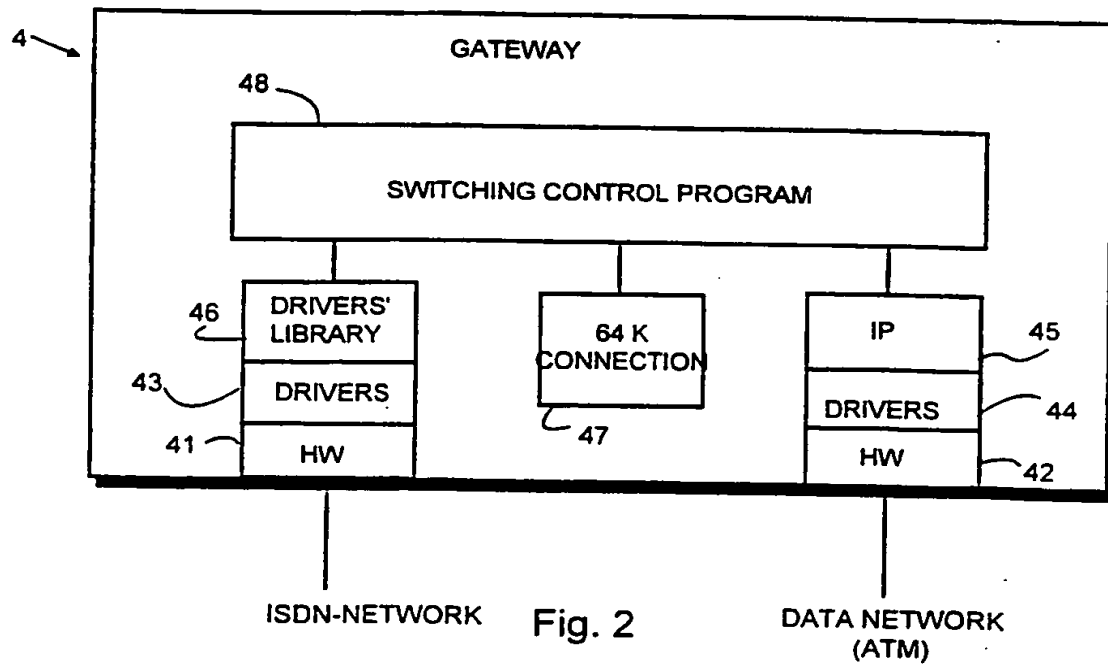 4
GATEWAY
48
SWITCHING CONTROL PROGRAM
46
DRIVERS'
LIBRARY
43
DRIVERS
41
HW
64 K
CONNECTION
47
IP
45
DRIVERS
44
HW
42
ISDN-NETWORK
Fig. 2
DATA NETWORK
(ATM)